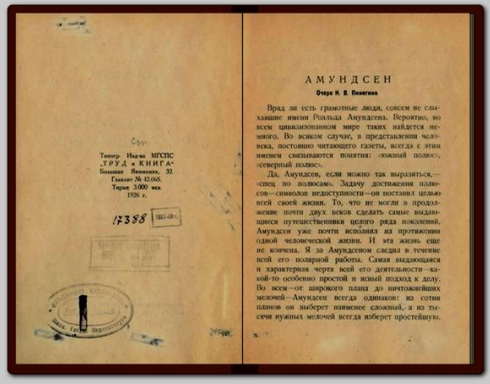 Типогр. Изд-ва МГСПС
„ТРУД и КНИГА“
Большая Якиманка, 32.
Главлит № 42.065.
Тираж 3.000 экз.
1926 г.
17388
АМУНДСЕН
Очерк Н. В. Пинегина
Вряд ли есть грамотные люди, совсем не слы-
хавшие имени Роальда Амундсена. Вероятно, во
всем цивилизованном мире таких найдется не-
много. Во всяком случае, в представлении чело-
века, постоянно читающего газеты, всегда с этим
именем связываются понятия: «южный полюс»,
«северный полюс».
Да, Амундсен, если можно так выразиться,—
«спец по полюсам». Задачу достижения полю-
сов—символов недоступности—он поставил целью
всей своей жизни. То, что не могли в продол-
жение почти двух веков сделать самые выдаю-
щиеся путешественники целого ряда поколений,
Амундсен уже почти исполнил на протяжении
одной человеческой жизни. И эта жизнь еще
не кончена. Я за Амундсеном следил в течение
всей его полярной работы. Самая выдающаяся
и характерная черта всей его деятельности—ка-
кой-то особенно простой и ясный подход к делу.
Во всем—от широкого плана до ничтожнейших
мелочей—Амундсен всегда одинаков: из сотни
планов он выберет наименее сложный, а из ты-
сячи нужных мелочей всегда изберет простейшую.